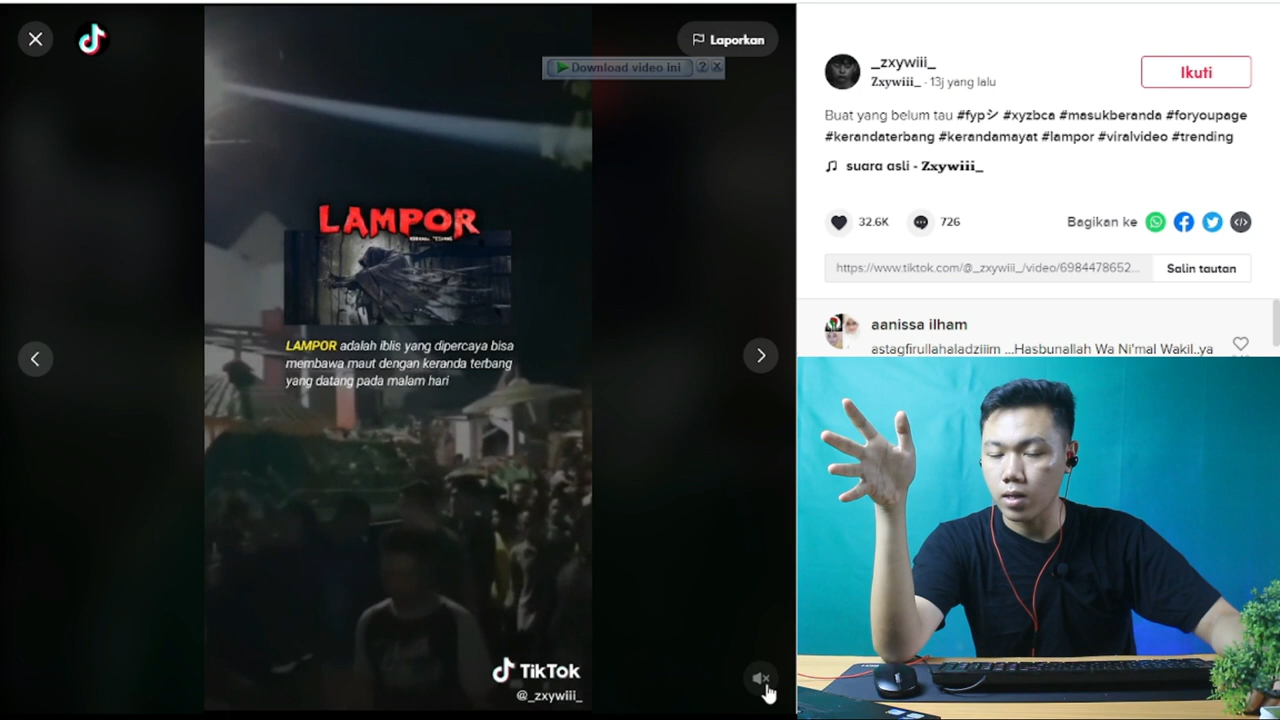 Laporkan
Download video ini
LAMPOR
LAMPOR adalah iblis yang dipercaya bisa
membawa maut dengan keranda terbang
yang datang pada malam hari
TikTok
@_zxywiii_
_zxywiii_
Zxywiii_ · 13j yang lalu
Ikuti
Buat yang belum tau #fypシ #xyzbca #masukberanda #foryoupage
#kerandaterbang #kerandamayat #lampor #viralvideo #trending
suara asli - Zxywiii_
32.6K
726
Bagikan ke
https://www.tiktok.com/@_zxywiii_/video/6984478652...
Salin tautan
aanissa ilham
astagfirullahaladziiim ...Hasbunallah Wa Ni'mal Wakil..ya